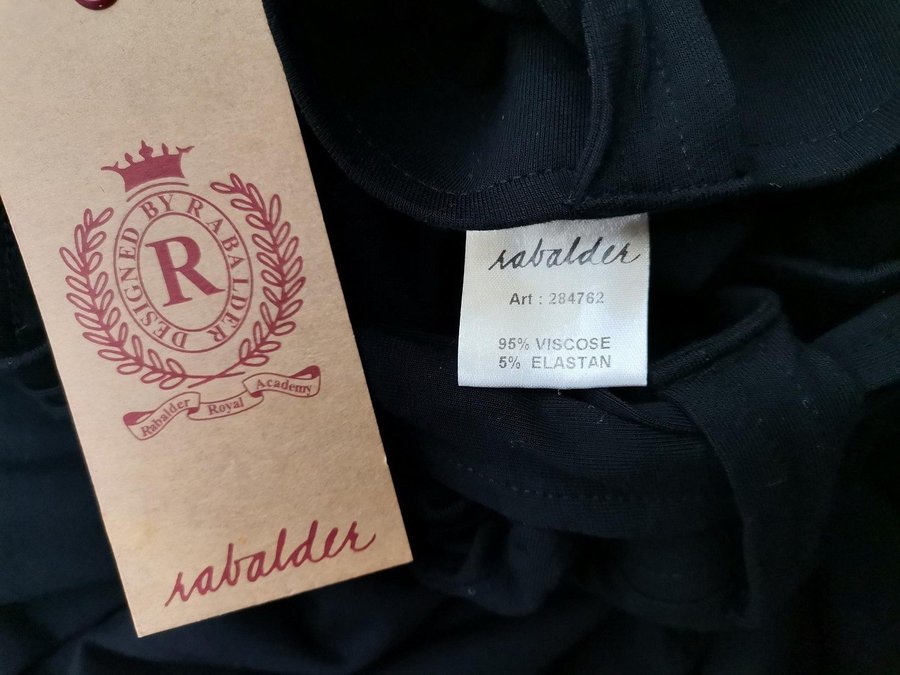 DESIGNED BY RABALDER
R
Rabalder Royal Academy
rabalder
rabalder
Art : 284762
95% VISCOSE
5% ELASTAN